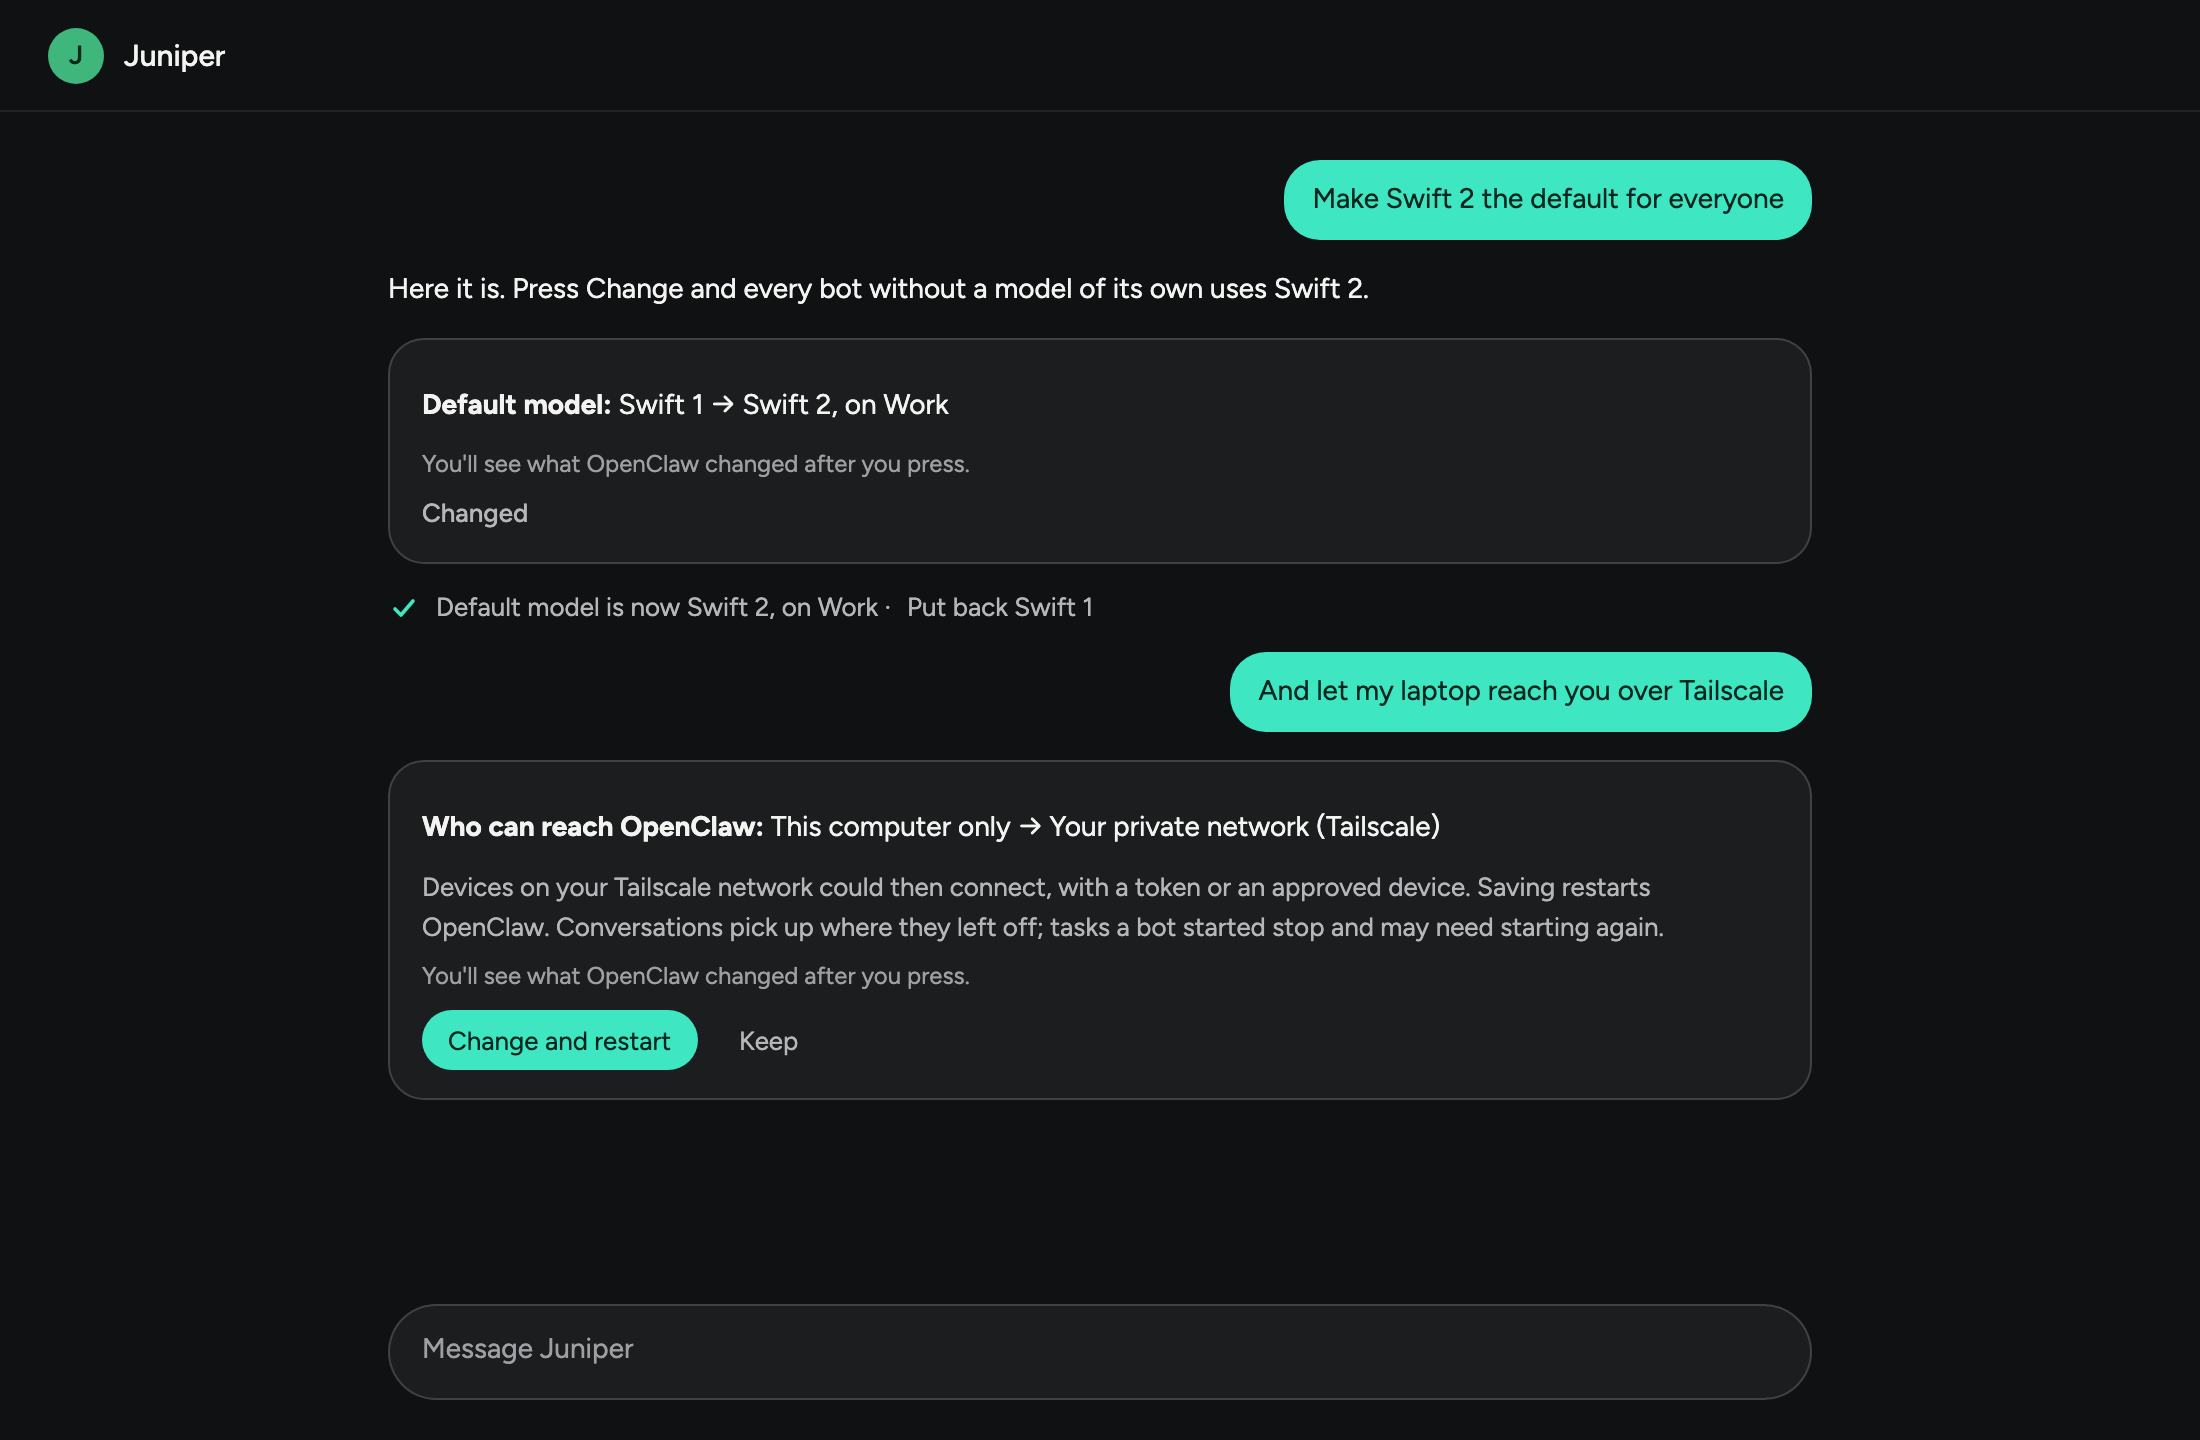 J
Juniper
Make Swift 2 the default for everyone
Here it is. Press Change and every bot without a model of its own uses Swift 2.
Default model: Swift 1 → Swift 2, on Work
You'll see what OpenClaw changed after you press.
Changed
✓ Default model is now Swift 2, on Work · Put back Swift 1
And let my laptop reach you over Tailscale
Who can reach OpenClaw: This computer only → Your private network (Tailscale)
Devices on your Tailscale network could then connect, with a token or an approved device. Saving restarts
OpenClaw. Conversations pick up where they left off; tasks a bot started stop and may need starting again.
You'll see what OpenClaw changed after you press.
Change and restart
Keep
Message Juniper